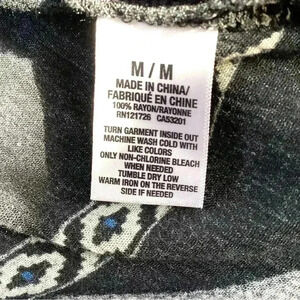 M / M
MADE IN CHINA/
FABRIQUÉ EN CHINE
100% RAYON/RAYONNE
RN121726 CA53201
TURN GARMENT INSIDE OUT
MACHINE WASH COLD WITH
LIKE COLORS
ONLY NON-CHLORINE BLEACH
WHEN NEEDED
TUMBLE DRY LOW
WARM IRON ON THE REVERSE
SIDE IF NEEDED